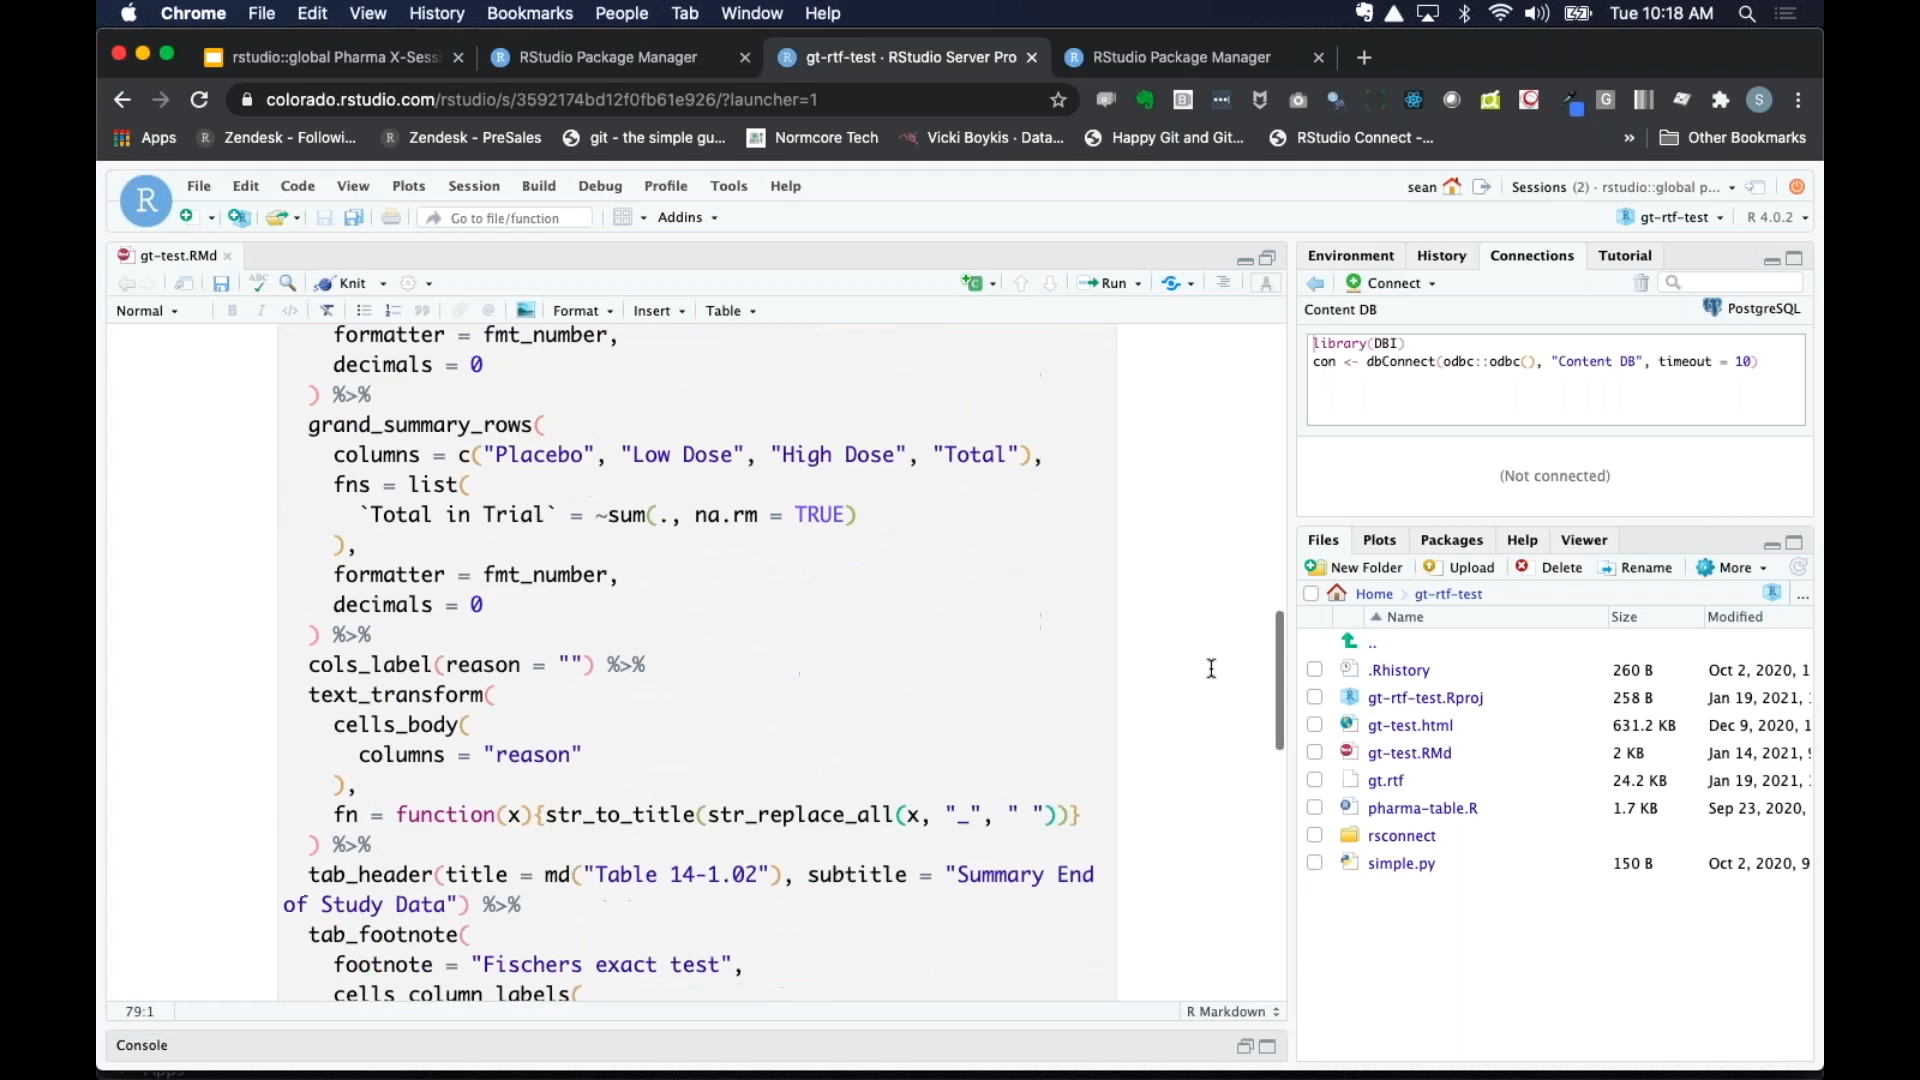 Chrome File Edit View History Bookmarks People Tab Window Help Tue 10:18 AM
rstudio::global Pharma X-Sess RStudio Package Manager gt-rtf-test · RStudio Server Pro RStudio Package Manager
colorado.rstudio.com/rstudio/s/3592174bd12f0fb61e926/?launcher=1
Apps Zendesk - Followi... Zendesk - PreSales git - the simple gu... Normcore Tech Vicki Boykis · Data... Happy Git and Git... RStudio Connect -... » Other Bookmarks
R File Edit Code View Plots Session Build Debug Profile Tools Help sean Sessions (2) · rstudio::global p...
Go to file/function Addins gt-rtf-test R 4.0.2
gt-test.RMd
Knit Run
Normal B I </> Format Insert Table
formatter = fmt_number,
decimals = 0
) %>%
grand_summary_rows(
columns = c("Placebo", "Low Dose", "High Dose", "Total"),
fns = list(
`Total in Trial` = ~sum(., na.rm = TRUE)
),
formatter = fmt_number,
decimals = 0
) %>%
cols_label(reason = "") %>%
text_transform(
cells_body(
columns = "reason"
),
fn = function(x){str_to_title(str_replace_all(x, "_", " "))}
) %>%
tab_header(title = md("Table 14-1.02"), subtitle = "Summary End
of Study Data") %>%
tab_footnote(
footnote = "Fischers exact test",
cells_column_labels(
79:1 R Markdown
Console
Environment History Connections Tutorial
Connect
Content DB PostgreSQL
library(DBI)
con <- dbConnect(odbc::odbc(), "Content DB", timeout = 10)
(Not connected)
Files Plots Packages Help Viewer
New Folder Upload Delete Rename More
Home gt-rtf-test ...
Name Size Modified
..
.Rhistory 260 B Oct 2, 2020, 1
gt-rtf-test.Rproj 258 B Jan 19, 2021,
gt-test.html 631.2 KB Dec 9, 2020, 1
gt-test.RMd 2 KB Jan 14, 2021, 9
gt.rtf 24.2 KB Jan 19, 2021,
pharma-table.R 1.7 KB Sep 23, 2020,
rsconnect
simple.py 150 B Oct 2, 2020, 9